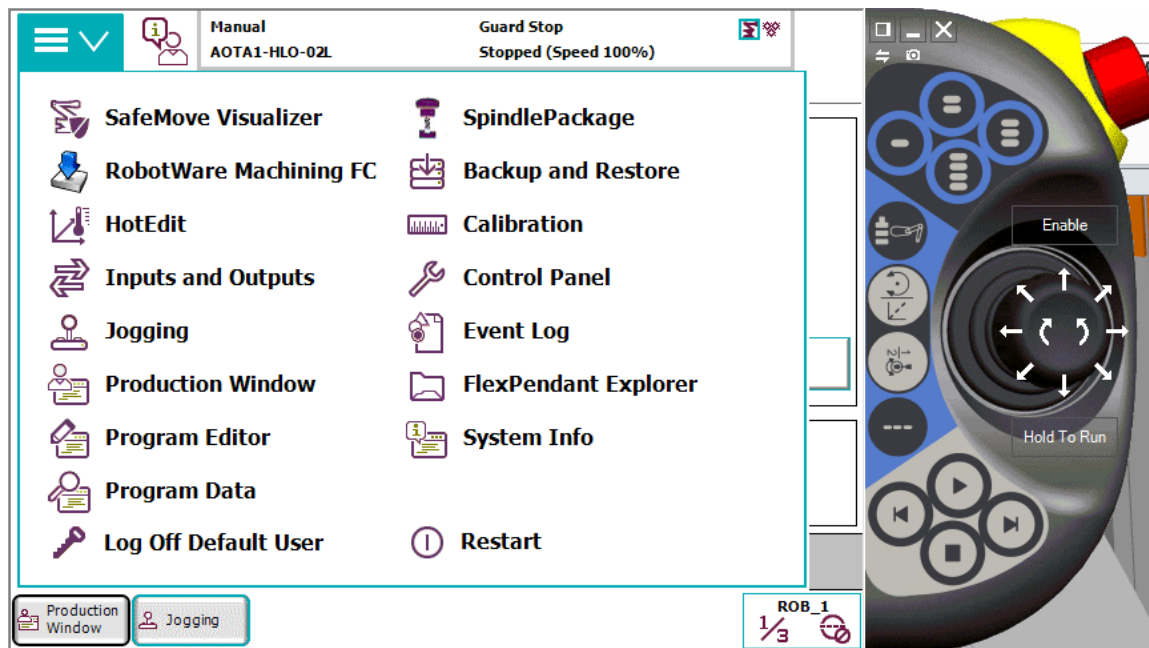 Manual
AOTA1-HLO-02L
Guard Stop
Stopped (Speed 100%)
SafeMove Visualizer
SpindlePackage
RobotWare Machining FC
Backup and Restore
HotEdit
Calibration
Inputs and Outputs
Control Panel
Jogging
Event Log
Production Window
FlexPendant Explorer
Program Editor
System Info
Program Data
Log Off Default User
Restart
Production
Window
Jogging
ROB_1
1/3
Enable
1/2
Hold To Run